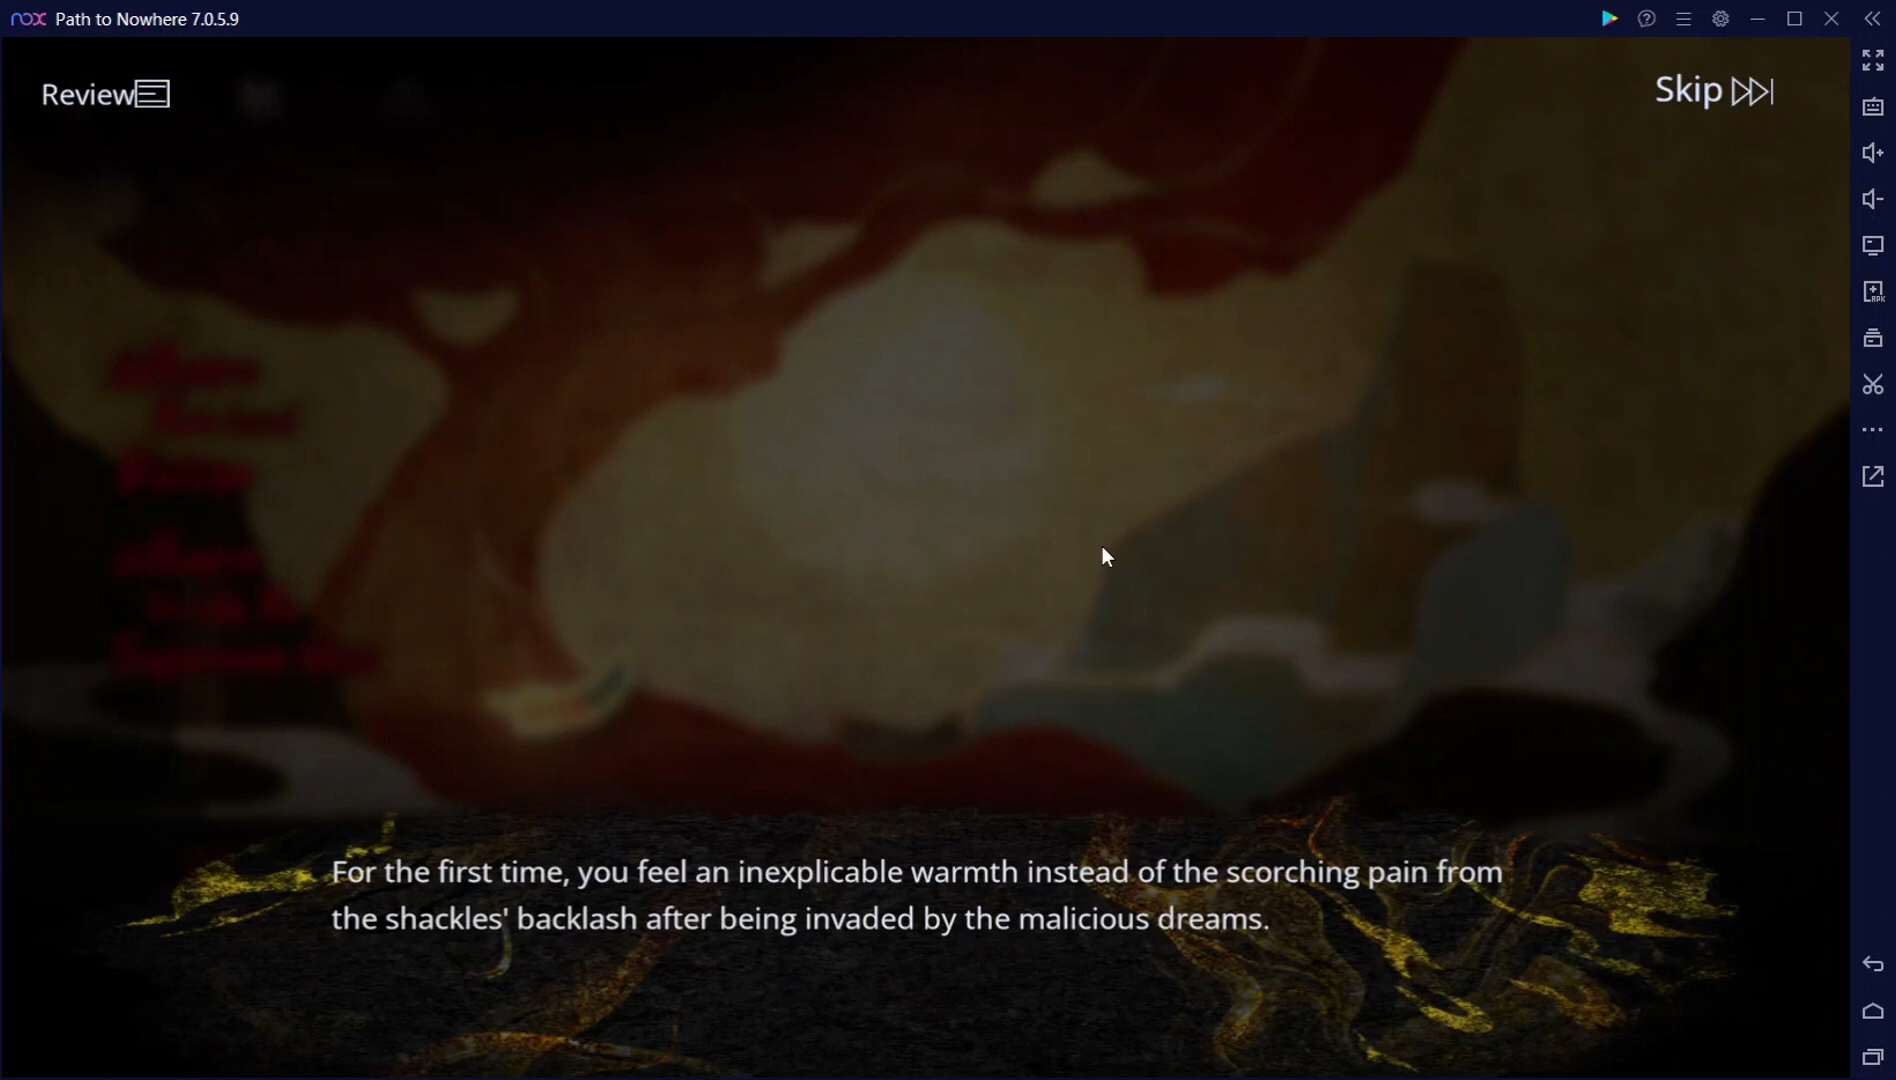 nox Path to Nowhere 7.0.5.9
Review
Skip
For the first time, you feel an inexplicable warmth instead of the scorching pain from
the shackles' backlash after being invaded by the malicious dreams.